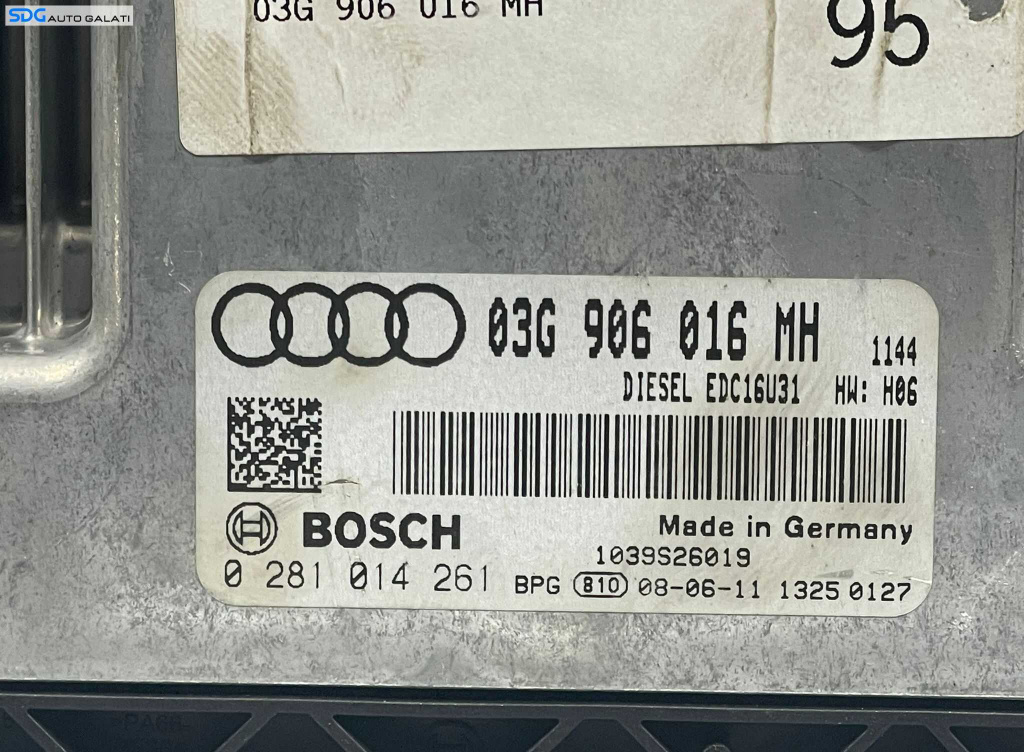 SDG AUTO GALATI
03G 906 016 MH
95
03G 906 016 MH
1144
DIESEL EDC16U31 HW: H06
BOSCH
Made in Germany
1039S26019
0 281 014 261 BPG 810 08-06-11 1325 0127